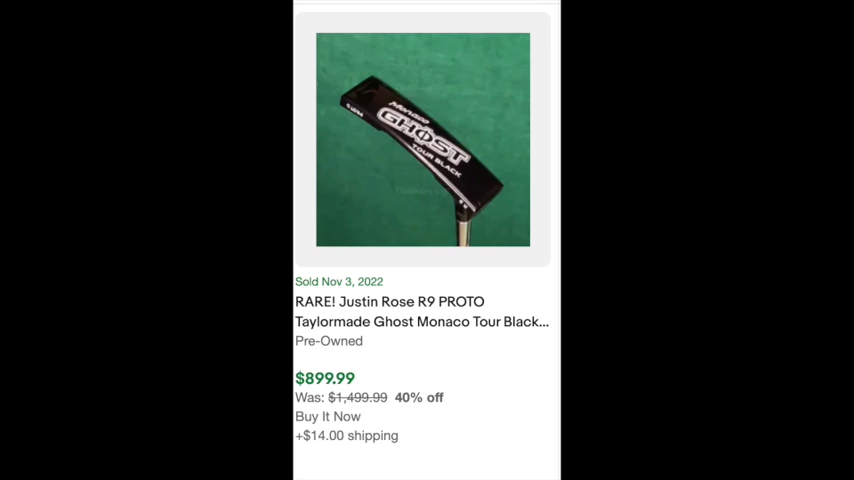 Monaco
GHOST
TOUR BLACK
Sold Nov 3, 2022
RARE! Justin Rose R9 PROTO
Taylormade Ghost Monaco Tour Black...
Pre-Owned
$899.99
Was: $1,499.99 40% off
Buy It Now
+$14.00 shipping